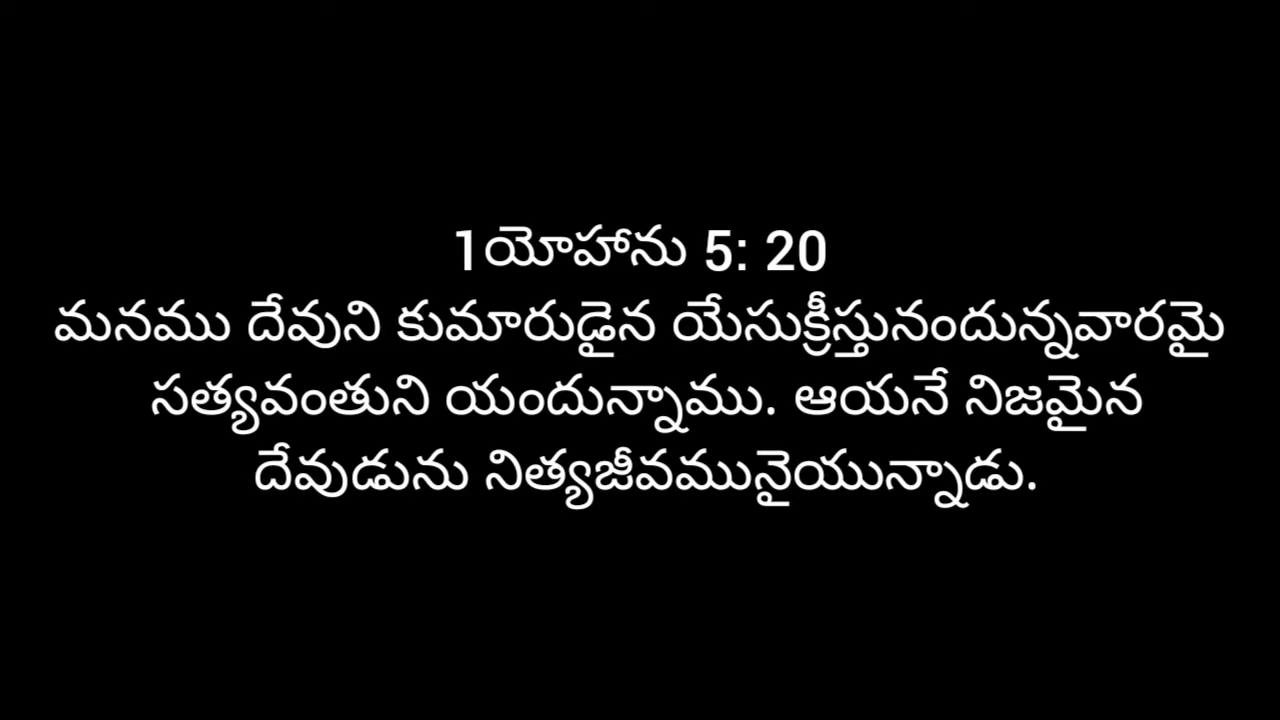 1యోహాను 5: 20
మనము దేవుని కుమారుడైన యేసుక్రీస్తునందున్నవారమై
సత్యవంతుని యందున్నాము. ఆయనే నిజమైన
దేవుడును నిత్యజీవమునైయున్నాడు.